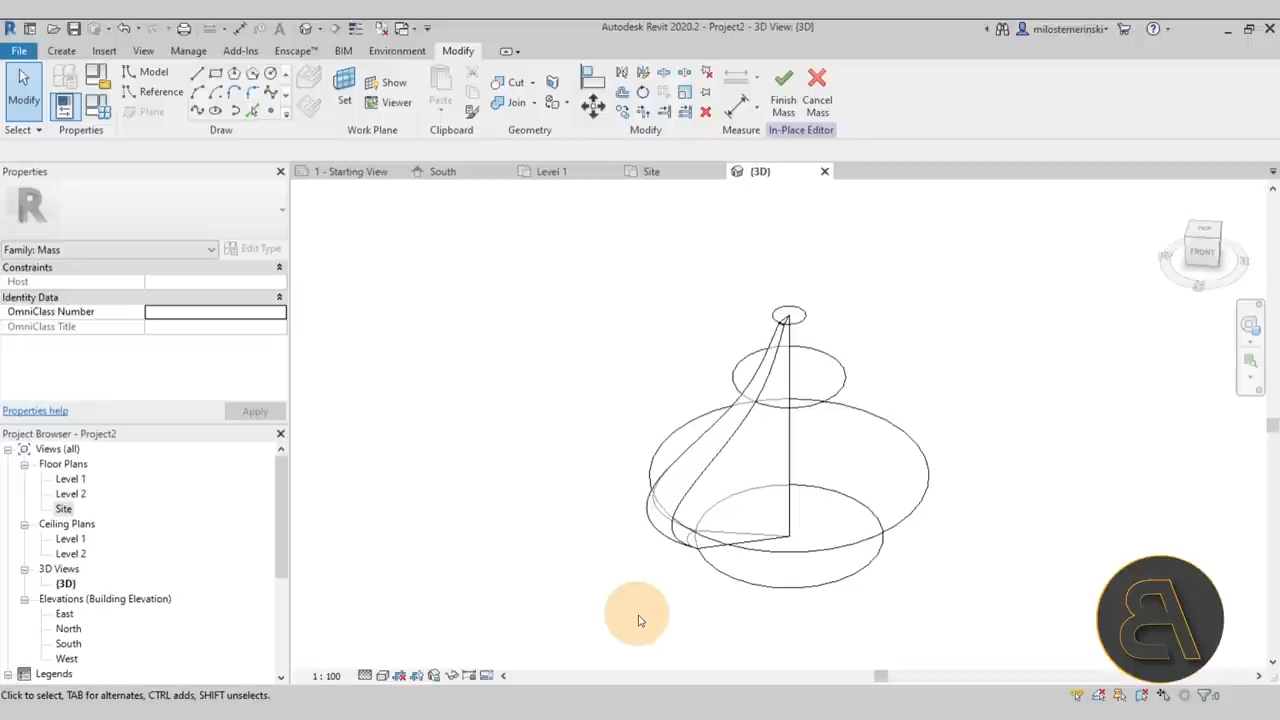 Autodesk Revit 2020.2 - Project2 - 3D View: {3D}
milostemerinski
File Create Insert View Manage Add-Ins Enscape™ BIM Environment Modify
Modify Model Reference Plane Set Show Viewer Paste Cut Join Finish Mass Cancel Mass
Select Properties Draw Work Plane Clipboard Geometry Modify Measure In-Place Editor
Properties
1 - Starting View South Level 1 Site {3D}
Family: Mass Edit Type
Constraints
Host
Identity Data
OmniClass Number
OmniClass Title
Properties help Apply
Project Browser - Project2
Views (all)
Floor Plans
Level 1
Level 2
Site
Ceiling Plans
Level 1
Level 2
3D Views
{3D}
Elevations (Building Elevation)
East
North
South
West
Legends
TOP
FRONT
1 : 100
Click to select, TAB for alternates, CTRL adds, SHIFT unselects.
:0